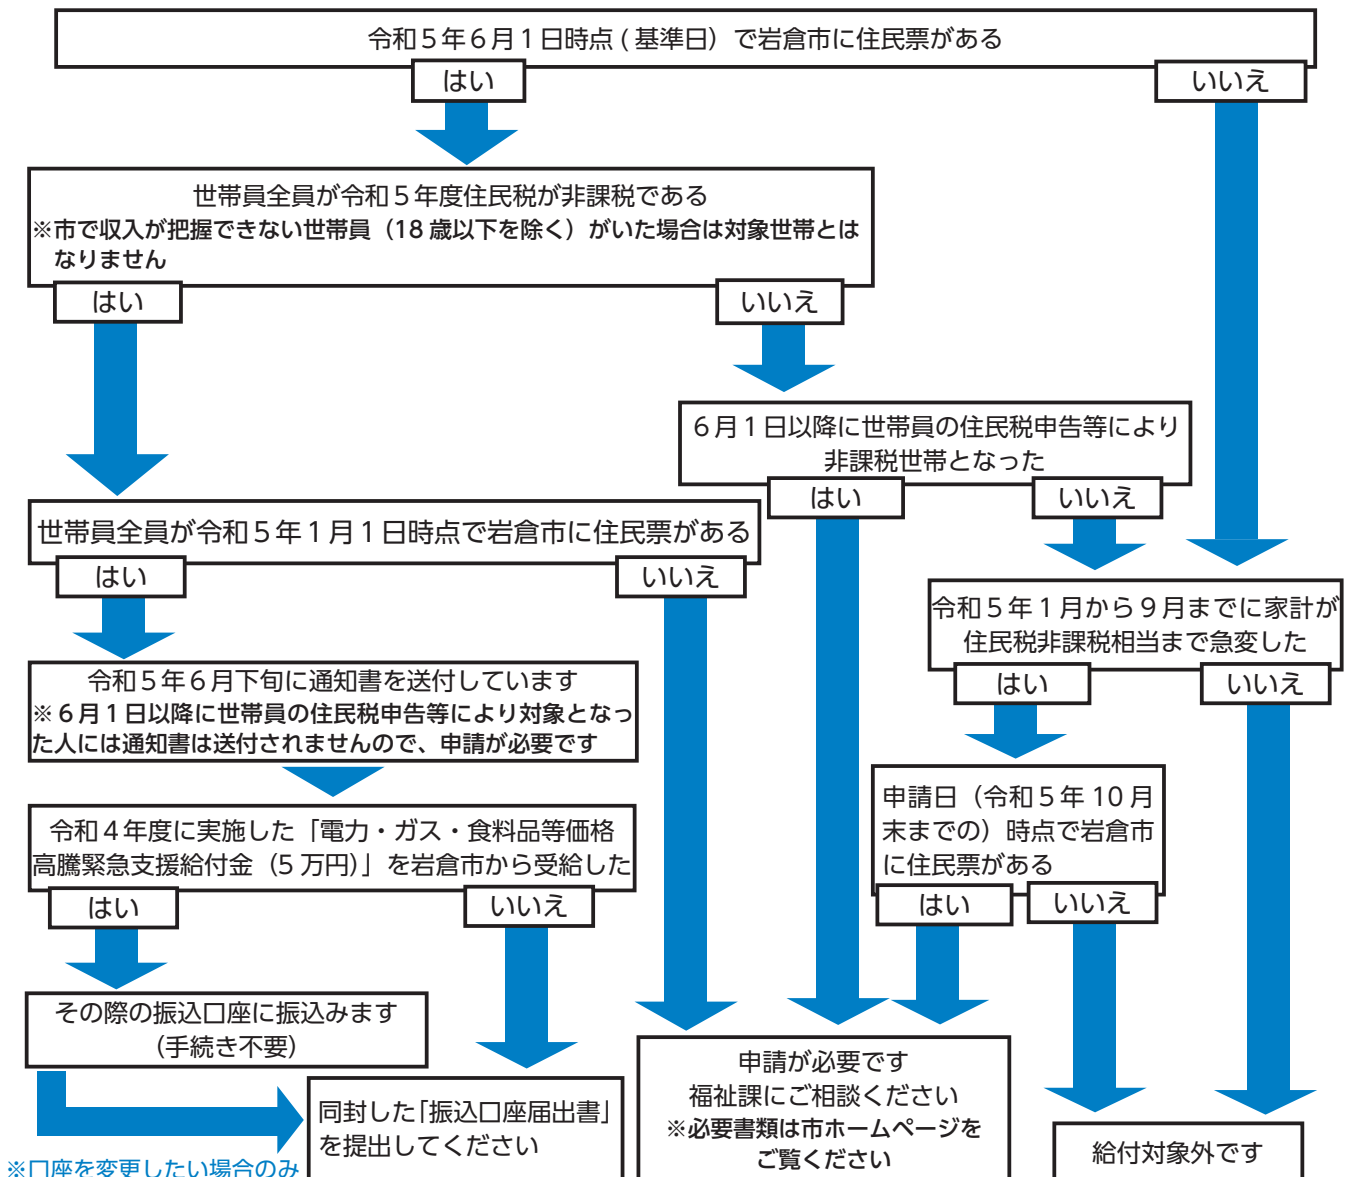 令和５年６月１日時点(基準日）で岩倉市に住民票がある
はい
いいえ
世帯員全員が令和５年度住民税が非課税である
※市で収入が把握できない世帯員（18歳以下を除く）がいた場合は対象世帯とは
なりません
はい
いいえ
６月１日以降に世帯員の住民税申告等により
非課税世帯となった
はい
いいえ
世帯員全員が令和５年１月１日時点で岩倉市に住民票がある
はい
いいえ
令和５年１月から９月までに家計が
住民税非課税相当まで急変した
はい
いいえ
令和５年６月下旬に通知書を送付しています
※６月１日以降に世帯員の住民税申告等により対象となっ
た人には通知書は送付されませんので、申請が必要です
申請日（令和５年10月
末までの）時点で岩倉市
に住民票がある
はい
いいえ
令和４年度に実施した「電力・ガス・食料品等価格
高騰緊急支援給付金（５万円）」を岩倉市から受給した
はい
いいえ
その際の振込口座に振込みます
（手続き不要）
※口座を変更したい場合のみ
同封した「振込口座届出書」
を提出してください
申請が必要です
福祉課にご相談ください
※必要書類は市ホームページを
ご覧ください
給付対象外です